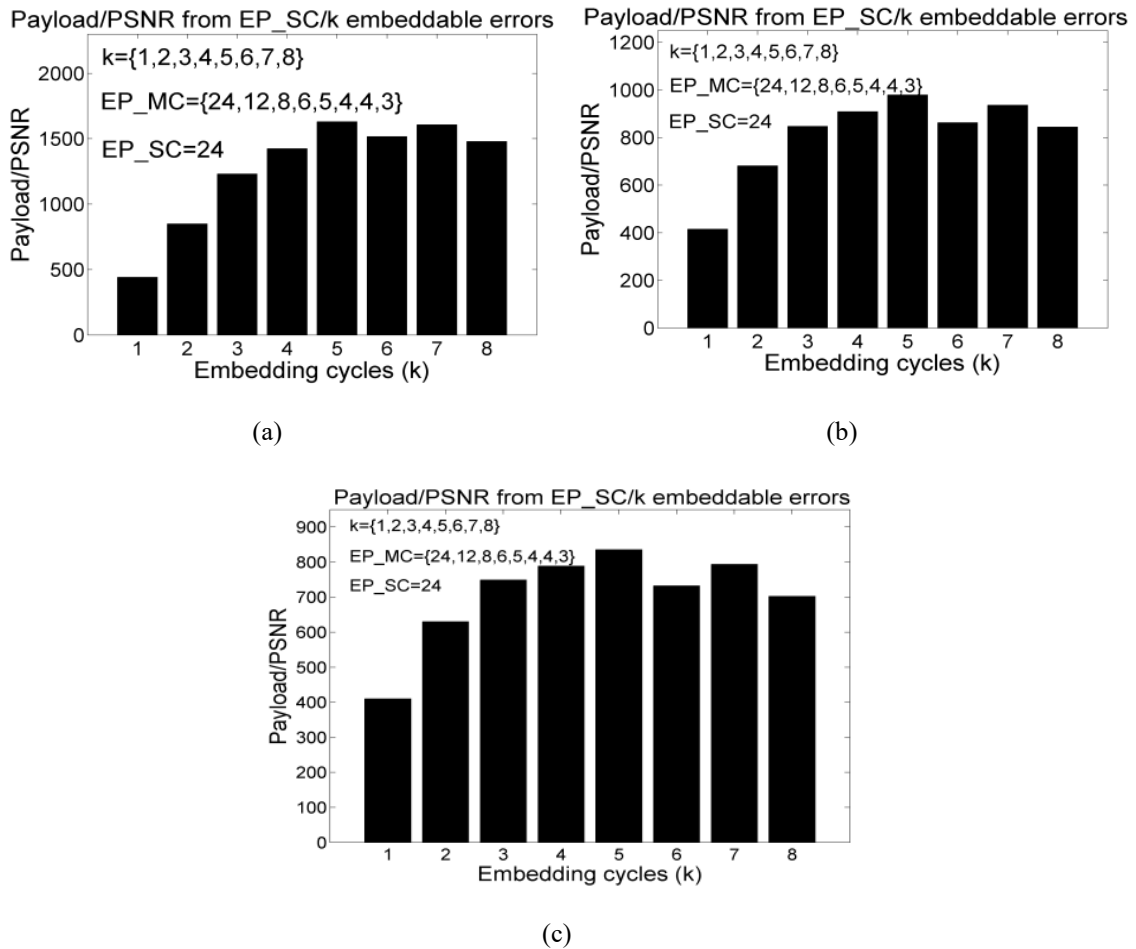 Payload/PSNR from EP_SC/k embeddable errors
k={1,2,3,4,5,6,7,8}
EP_MC={24,12,8,6,5,4,4,3}
EP_SC=24
Payload/PSNR
2000
1500
1000
500
0
1 2 3 4 5 6 7 8
Embedding cycles (k)
(a)
Payload/PSNR from EP_SC/k embeddable errors
k={1,2,3,4,5,6,7,8}
EP_MC={24,12,8,6,5,4,4,3}
EP_SC=24
Payload/PSNR
1200
1000
800
600
400
200
0
1 2 3 4 5 6 7 8
Embedding cycles (k)
(b)
Payload/PSNR from EP_SC/k embeddable errors
k={1,2,3,4,5,6,7,8}
EP_MC={24,12,8,6,5,4,4,3}
EP_SC=24
Payload/PSNR
900
800
700
600
500
400
300
200
100
0
1 2 3 4 5 6 7 8
Embedding cycles (k)
(c)